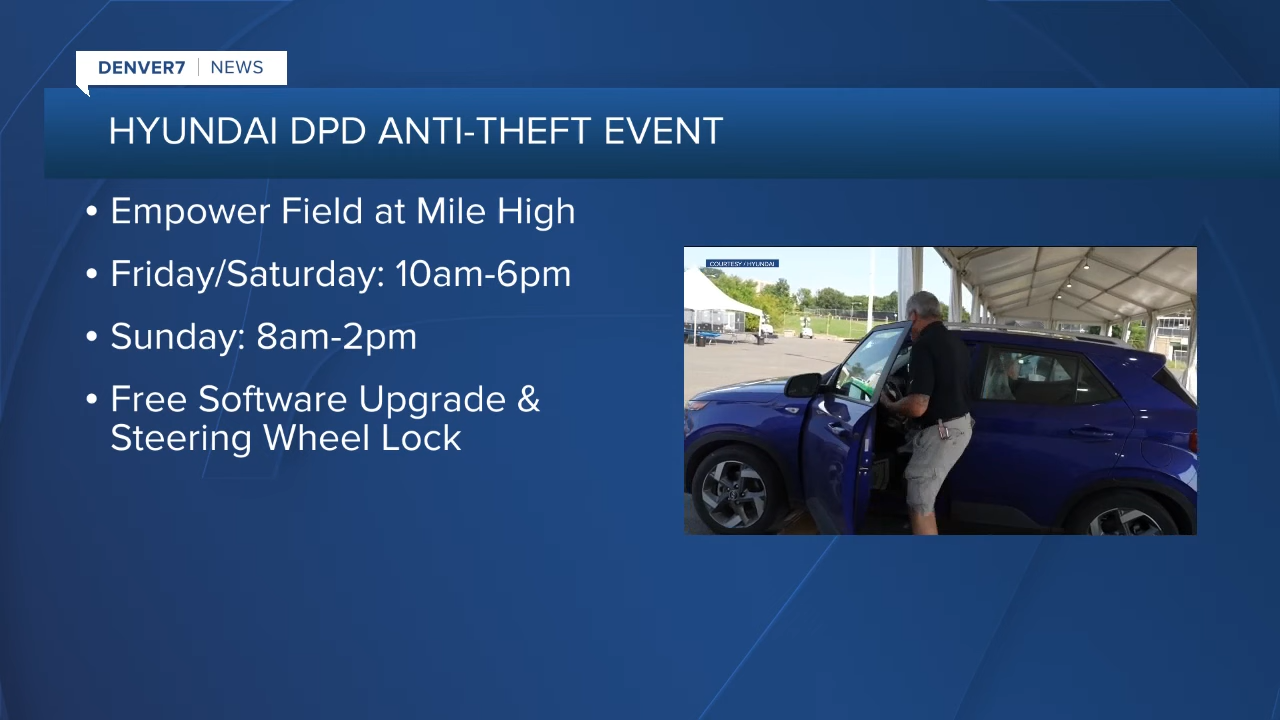 DENVER7 | NEWS
HYUNDAI DPD ANTI-THEFT EVENT
• Empower Field at Mile High
• Friday/Saturday: 10am-6pm
• Sunday: 8am-2pm
• Free Software Upgrade &
Steering Wheel Lock
COURTESY / HYUNDAI